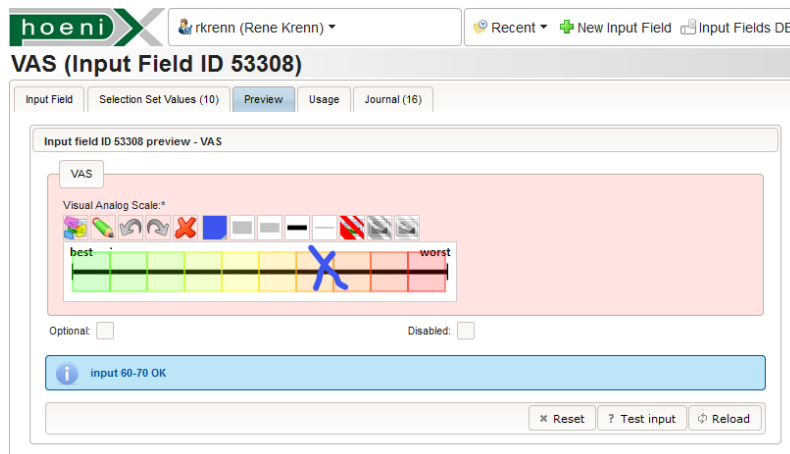 hoeni
rkrenn (Rene Krenn)
Recent
New Input Field
Input Fields DE
VAS (Input Field ID 53308)
Input Field
Selection Set Values (10)
Preview
Usage
Journal (16)
Input field ID 53308 preview - VAS
VAS
Visual Analog Scale:*
best
worst
Optional:
Disabled:
input 60-70 OK
Reset
? Test input
Reload